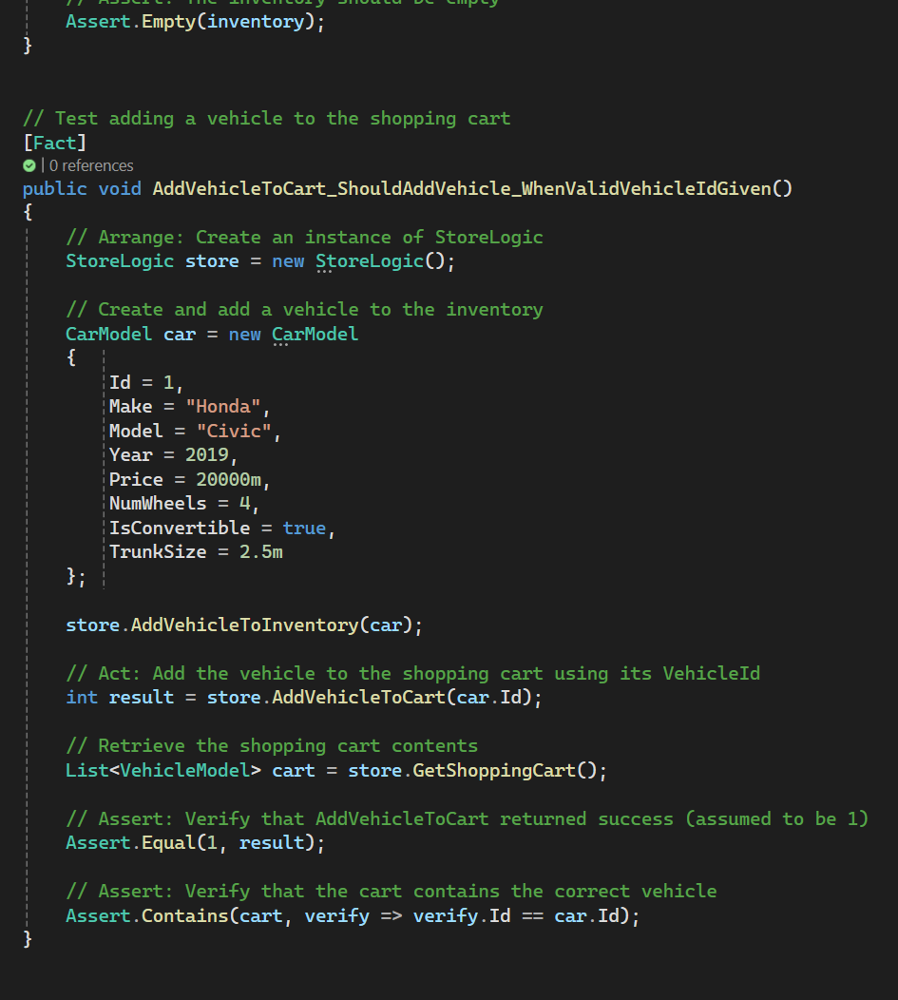 // Assert: The inventory should be empty
Assert.Empty(inventory);
}
// Test adding a vehicle to the shopping cart
[Fact]
| 0 references
public void AddVehicleToCart_ShouldAddVehicle_WhenValidVehicleIdGiven()
{
// Arrange: Create an instance of StoreLogic
StoreLogic store = new StoreLogic();
// Create and add a vehicle to the inventory
CarModel car = new CarModel
{
Id = 1,
Make = "Honda",
Model = "Civic",
Year = 2019,
Price = 20000m,
NumWheels = 4,
IsConvertible = true,
TrunkSize = 2.5m
};
store.AddVehicleToInventory(car);
// Act: Add the vehicle to the shopping cart using its VehicleId
int result = store.AddVehicleToCart(car.Id);
// Retrieve the shopping cart contents
List<VehicleModel> cart = store.GetShoppingCart();
// Assert: Verify that AddVehicleToCart returned success (assumed to be 1)
Assert.Equal(1, result);
// Assert: Verify that the cart contains the correct vehicle
Assert.Contains(cart, verify => verify.Id == car.Id);
}